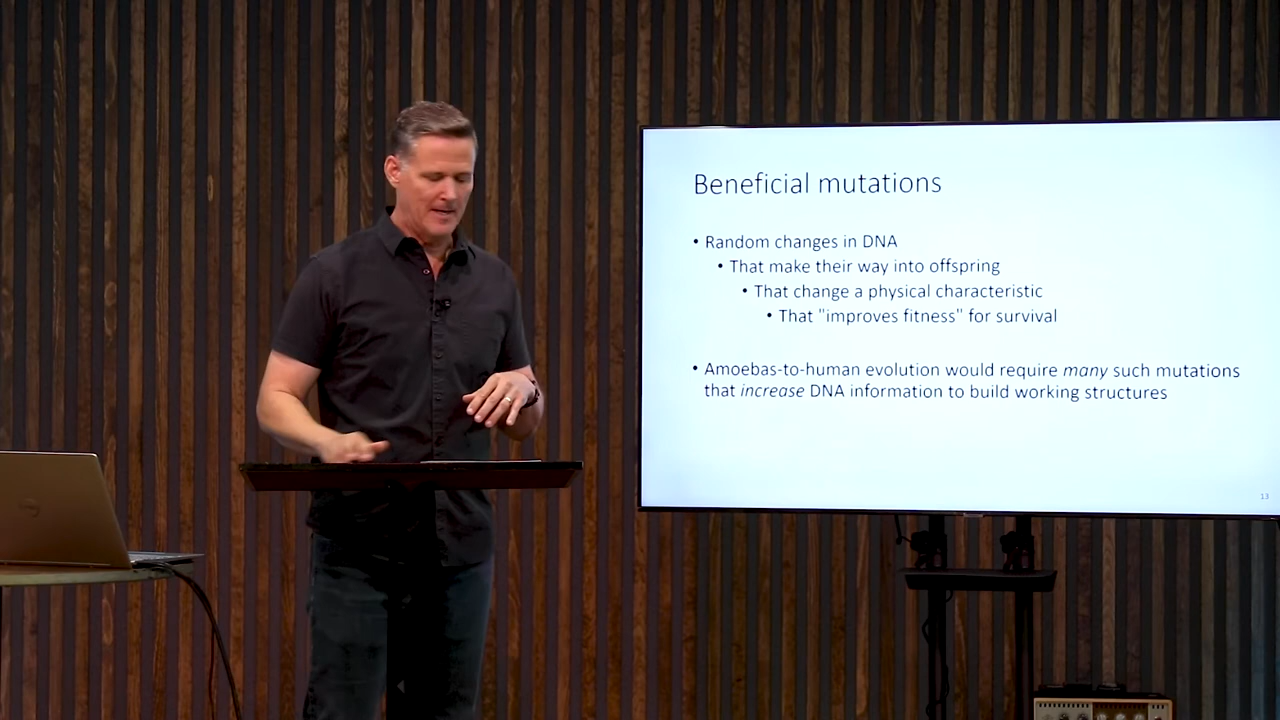 Beneficial mutations
• Random changes in DNA
• That make their way into offspring
• That change a physical characteristic
• That "improves fitness" for survival
• Amoebas-to-human evolution would require many such mutations
that increase DNA information to build working structures
13